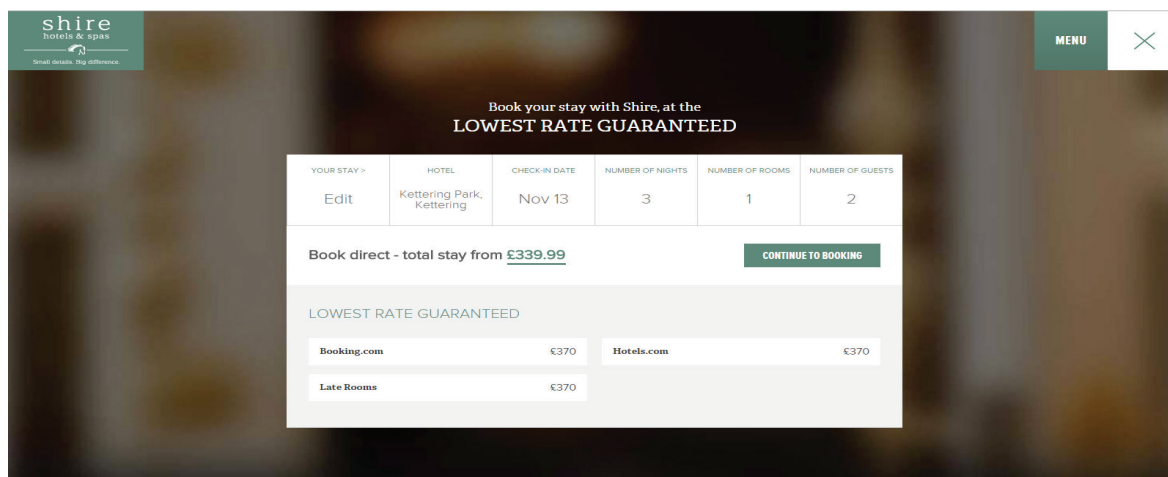 shire
hotels & spas
Small details. Big difference.
MENU
Book your stay with Shire, at the
LOWEST RATE GUARANTEED
YOUR STAY >
Edit
HOTEL
Kettering Park,
Kettering
CHECK-IN DATE
Nov 13
NUMBER OF NIGHTS
3
NUMBER OF ROOMS
1
NUMBER OF GUESTS
2
Book direct - total stay from £339.99
CONTINUE TO BOOKING
LOWEST RATE GUARANTEED
Booking.com £370
Hotels.com £370
Late Rooms £370